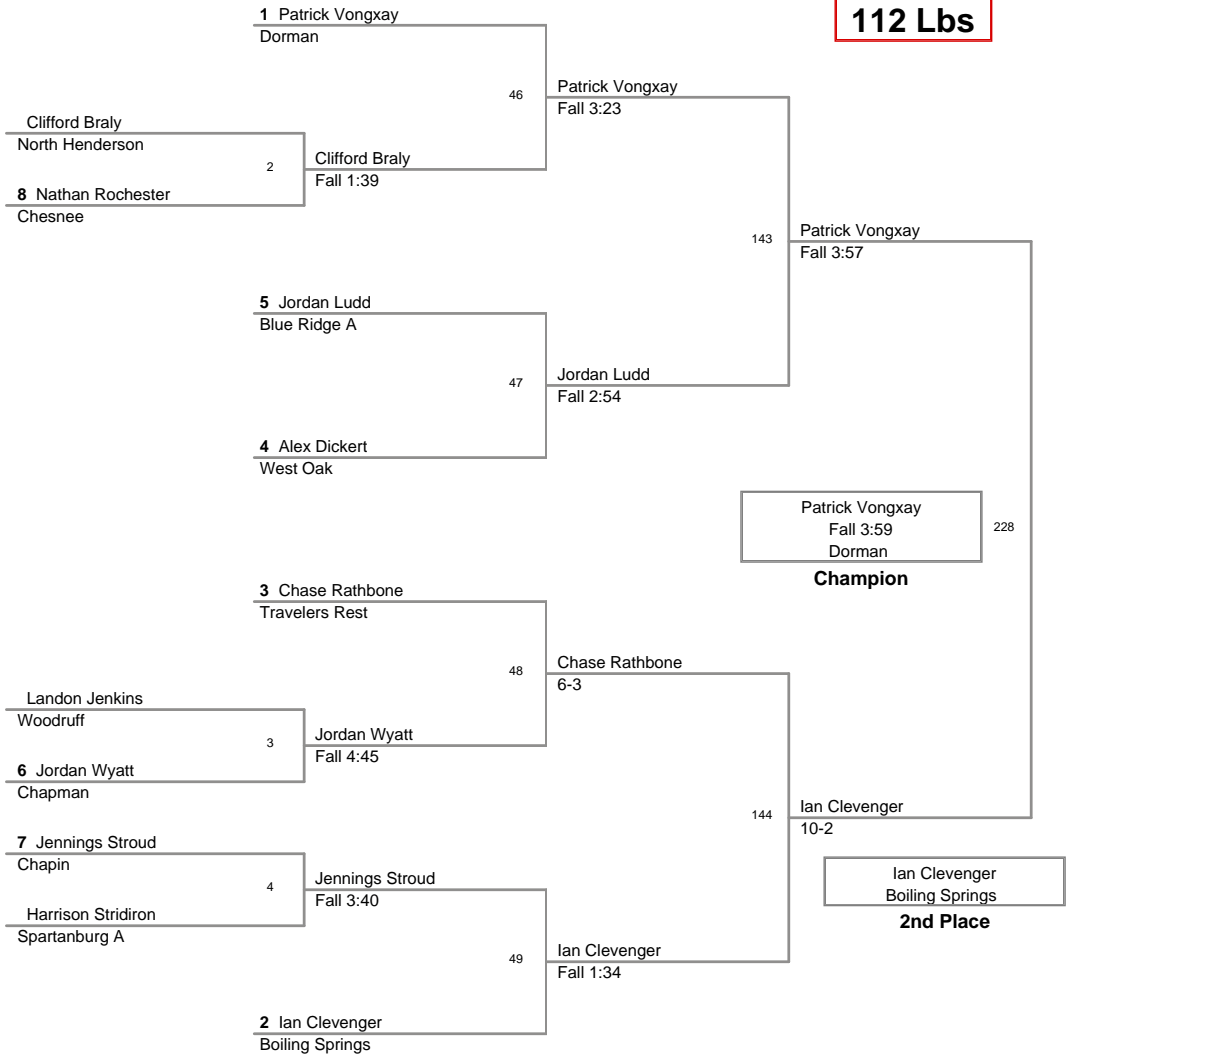 112 Lbs
1 Patrick Vongxay
Dorman
46
Patrick Vongxay
Fall 3:23
Clifford Braly
North Henderson
2
Clifford Braly
Fall 1:39
8 Nathan Rochester
Chesnee
143
Patrick Vongxay
Fall 3:57
5 Jordan Ludd
Blue Ridge A
47
Jordan Ludd
Fall 2:54
4 Alex Dickert
West Oak
Patrick Vongxay
Fall 3:59
Dorman
228
Champion
3 Chase Rathbone
Travelers Rest
48
Chase Rathbone
6-3
Landon Jenkins
Woodruff
3
Jordan Wyatt
Fall 4:45
6 Jordan Wyatt
Chapman
144
Ian Clevenger
10-2
7 Jennings Stroud
Chapin
4
Jennings Stroud
Fall 3:40
Harrison Stridiron
Spartanburg A
Ian Clevenger
Boiling Springs
2nd Place
49
Ian Clevenger
Fall 1:34
2 Ian Clevenger
Boiling Springs